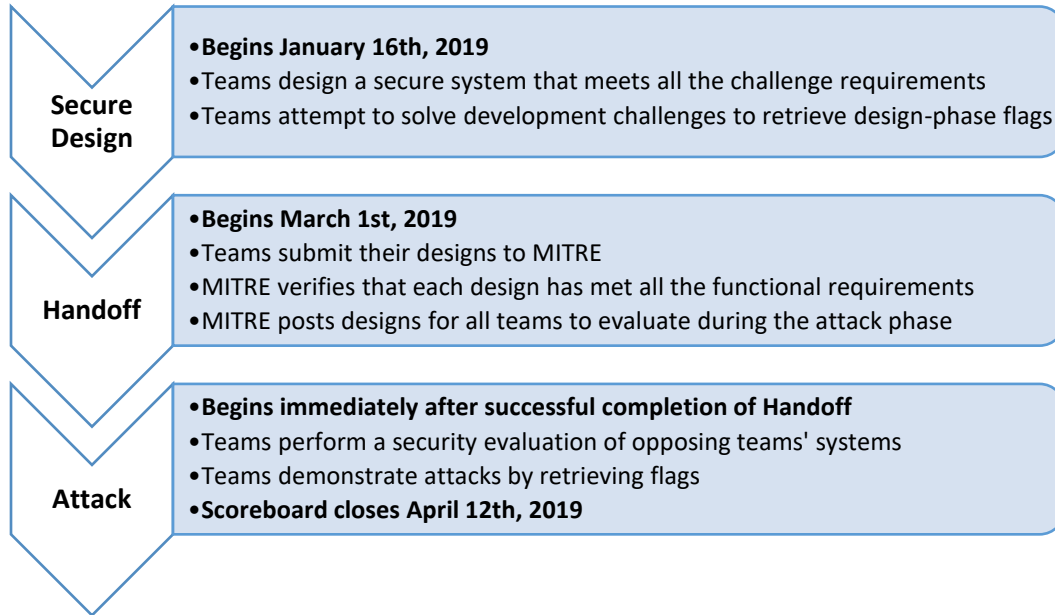 Secure
Design
•Begins January 16th, 2019
•Teams design a secure system that meets all the challenge requirements
•Teams attempt to solve development challenges to retrieve design-phase flags
Handoff
•Begins March 1st, 2019
•Teams submit their designs to MITRE
•MITRE verifies that each design has met all the functional requirements
•MITRE posts designs for all teams to evaluate during the attack phase
Attack
•Begins immediately after successful completion of Handoff
•Teams perform a security evaluation of opposing teams' systems
•Teams demonstrate attacks by retrieving flags
•Scoreboard closes April 12th, 2019